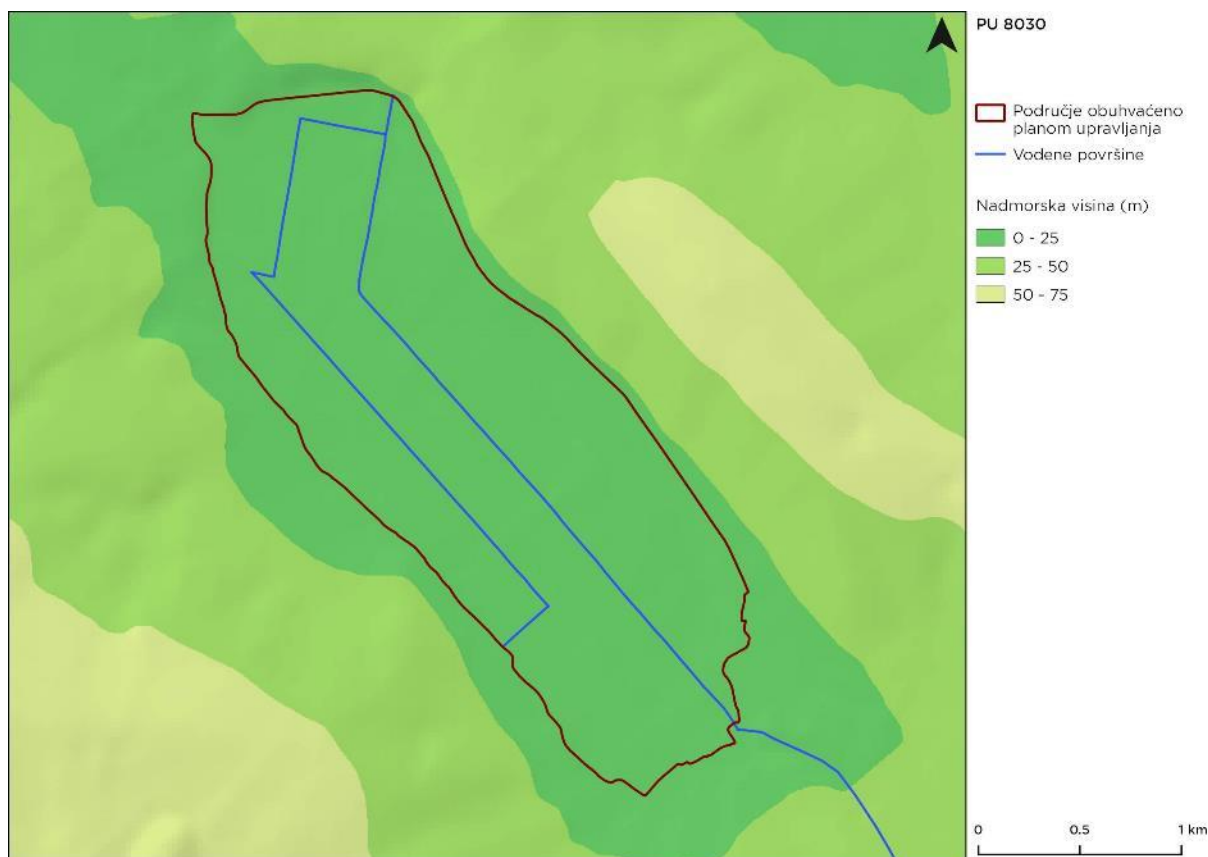 PU 8030
Područje obuhvaćeno
planom upravljanja
Vodene površine
Nadmorska visina (m)
0 - 25
25 - 50
50 - 75
0 0.5 1 km